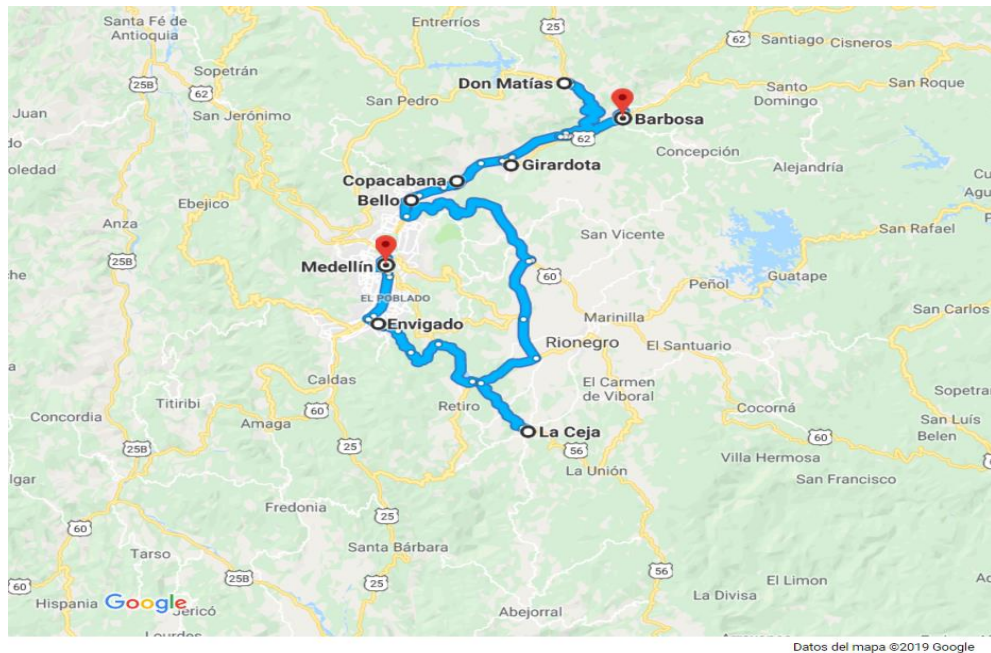 Santa Fé de
Antioquia
Entrerríos
62
Santiago
Cisneros
Sopetrán
25B
62
Don Matías
San Roque
Santo
Domingo
San Pedro
Juan
San Jerónimo
Barbosa
62
Concepción
Girardota
Alejandría
Copacabana
Bello
Ebejico
Anza
San Vicente
San Rafael
25B
Medellín
60
Guatape
Peñol
EL POBLADO
San Carlos
Envigado
Marinilla
Rionegro
El Santuario
Caldas
El Carmen
de Viboral
Retiro
Titiribi
60
Cocorná
Concordia
Amaga
La Ceja
San Luís
Belen
25B
25
56
60
Villa Hermosa
La Unión
San Francisco
Fredonia
25
60
Tarso
Santa Bárbara
25B
25
56
60
El Limon
La Divisa
Hispania
Google
Jericó
Abejorral
Datos del mapa ©2019 Google